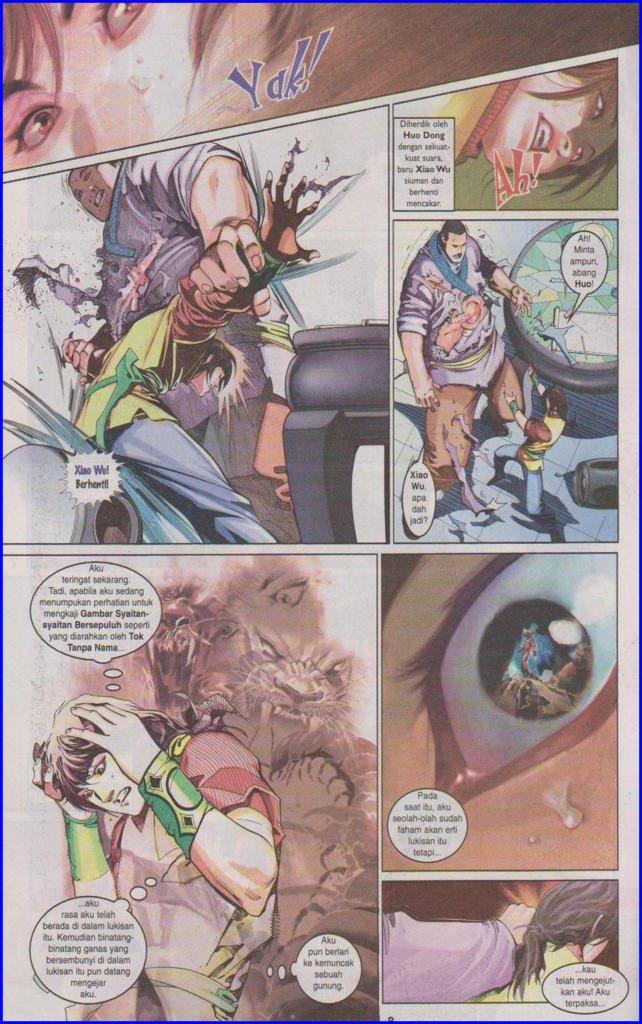 Yak!
Diherdik oleh
Huo Dong
dengan sekuat-
kuat suara,
baru Xiao Wu
siuman dan
berhenti
mencakar.
Ah!
Ah!
Minta
ampun,
abang
Huo!
Xiao Wu!
Berhenti!
Xiao
Wu,
apa
dah
jadi?
Aku
teringat sekarang.
Tadi, apabila aku sedang
menumpukan perhatian untuk
mengkaji Gambar Syaitan-
syaitan Bersepuluh seperti
yang diarahkan oleh Tok
Tanpa Nama...
...aku
rasa aku telah
berada di dalam lukisan
itu. Kemudian binatang-
binatang ganas yang
bersembunyi di dalam
lukisan itu pun datang
mengejar
aku.
Aku
pun berlari
ke kemuncak
sebuah
gunung.
Pada
saat itu, aku
seolah-olah sudah
faham akan erti
lukisan itu
tetapi...
...kau
telah mengejut-
kan aku! Aku
terpaksa...